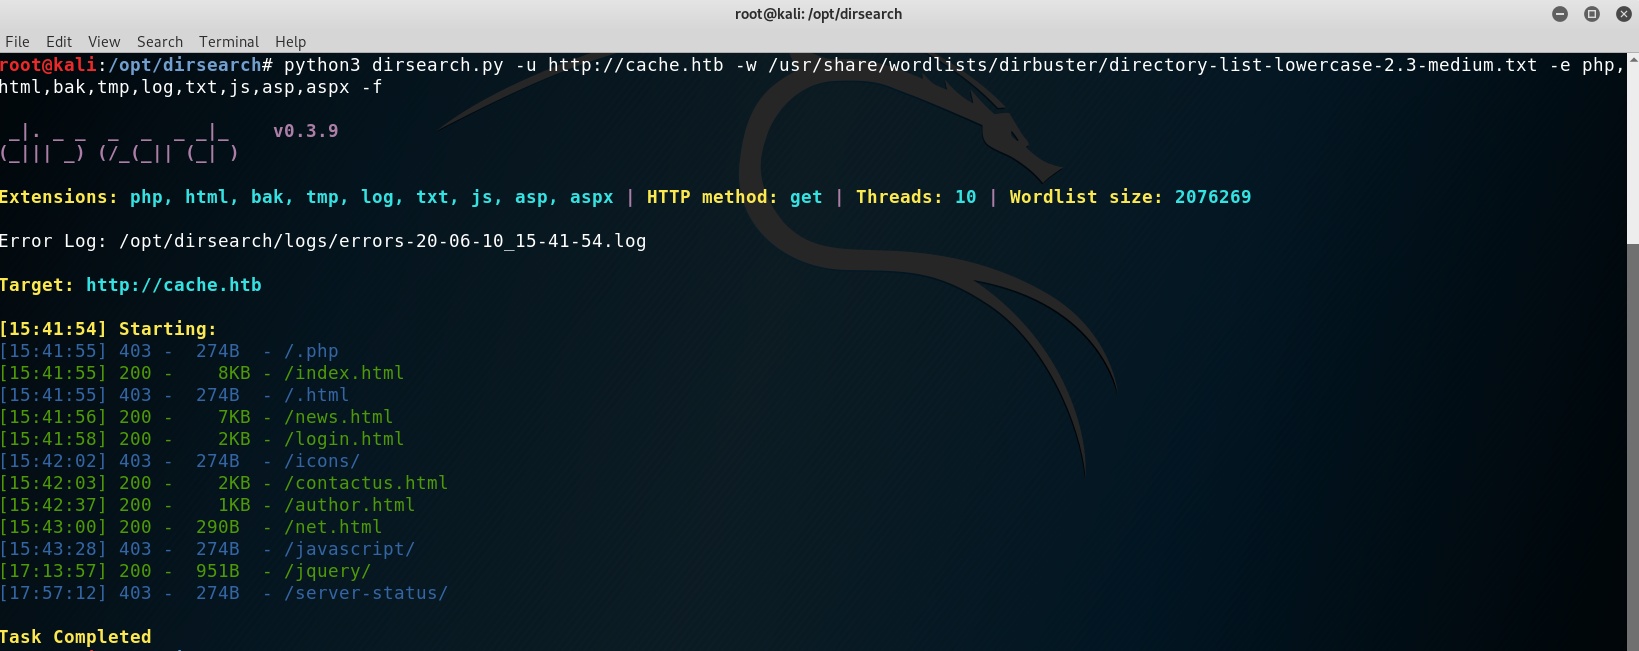 root@kali: /opt/dirsearch
File Edit View Search Terminal Help
root@kali:/opt/dirsearch# python3 dirsearch.py -u http://cache.htb -w /usr/share/wordlists/dirbuster/directory-list-lowercase-2.3-medium.txt -e php,
html,bak,tmp,log,txt,js,asp,aspx -f
 _|. _ _  _  _  _ _|_    v0.3.9
(_||| _) (/_(_|| (_| )
Extensions: php, html, bak, tmp, log, txt, js, asp, aspx | HTTP method: get | Threads: 10 | Wordlist size: 2076269
Error Log: /opt/dirsearch/logs/errors-20-06-10_15-41-54.log
Target: http://cache.htb
[15:41:54] Starting:
[15:41:55] 403 -  274B  - /.php
[15:41:55] 200 -    8KB - /index.html
[15:41:55] 403 -  274B  - /.html
[15:41:56] 200 -    7KB - /news.html
[15:41:58] 200 -    2KB - /login.html
[15:42:02] 403 -  274B  - /icons/
[15:42:03] 200 -    2KB - /contactus.html
[15:42:37] 200 -    1KB - /author.html
[15:43:00] 200 -  290B  - /net.html
[15:43:28] 403 -  274B  - /javascript/
[17:13:57] 200 -  951B  - /jquery/
[17:57:12] 403 -  274B  - /server-status/
Task Completed